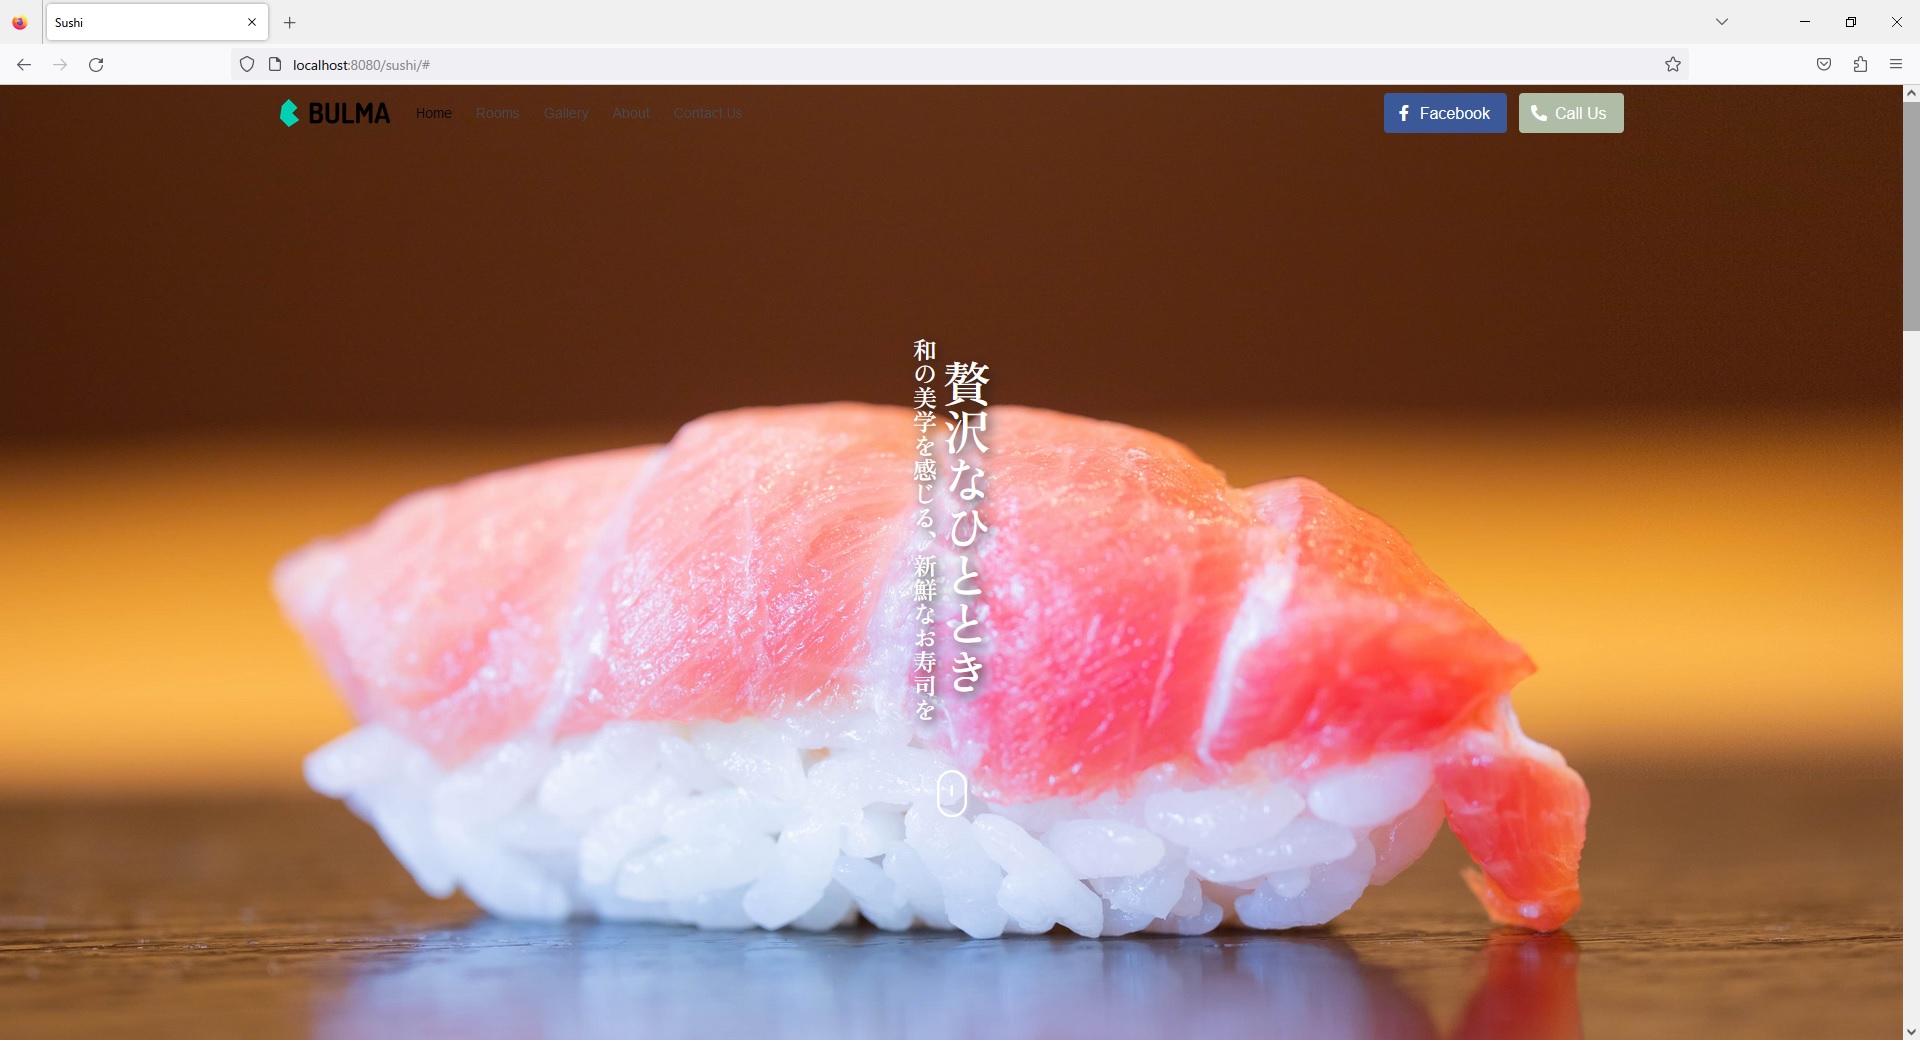 Sushi
localhost:8080/sushi/#
BULMA
Home
Rooms
Gallery
About
Contact Us
Facebook
Call Us
贅沢なひととき
和の美学を感じる、新鮮なお寿司を